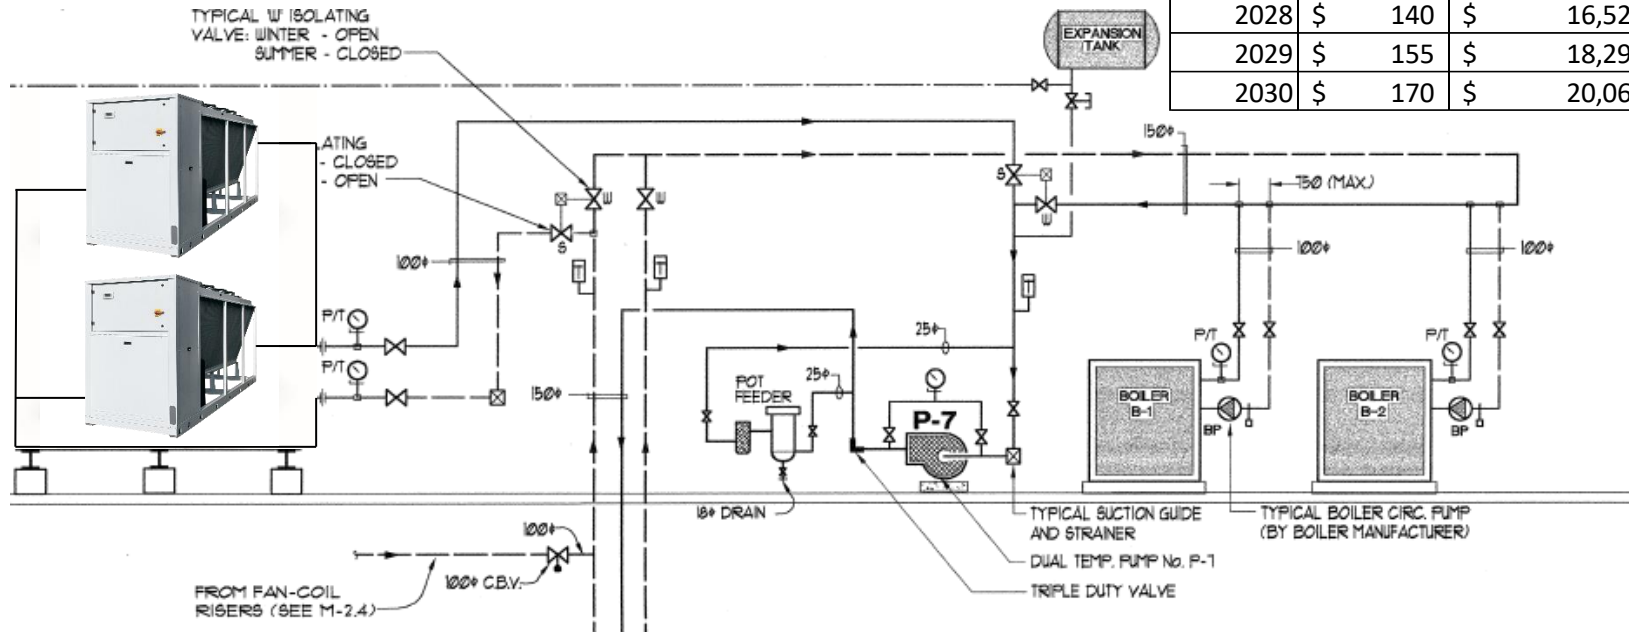 TYPICAL 'W' ISOLATING
VALVE: WINTER - OPEN
SUMMER - CLOSED
EXPANSION
TANK
2028 $ 140 $ 16,52
2029 $ 155 $ 18,29
2030 $ 170 $ 20,06
ATING
- CLOSED
- OPEN
150ϕ
150 (MAX.)
S
W
W
W
S
100ϕ
100ϕ
100ϕ
T
T
T
P/T
P/T
P/T
P/T
25ϕ
25ϕ
150ϕ
POT
FEEDER
P-7
BOILER
B-1
BP
BOILER
B-2
BP
18ϕ DRAIN
TYPICAL SUCTION GUIDE
AND STRAINER
TYPICAL BOILER CIRC. PUMP
(BY BOILER MANUFACTURER)
DUAL TEMP. PUMP No. P-7
TRIPLE DUTY VALVE
100ϕ
100ϕ C.B.V.
FROM FAN-COIL
RISERS (SEE M-2.4)